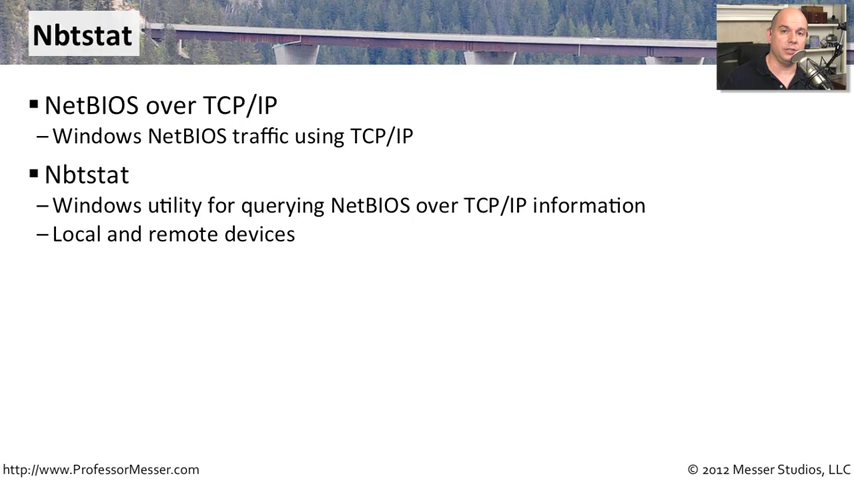 Nbtstat
▪ NetBIOS over TCP/IP
– Windows NetBIOS traffic using TCP/IP
▪ Nbtstat
– Windows utility for querying NetBIOS over TCP/IP information
– Local and remote devices
http://www.ProfessorMesser.com
© 2012 Messer Studios, LLC